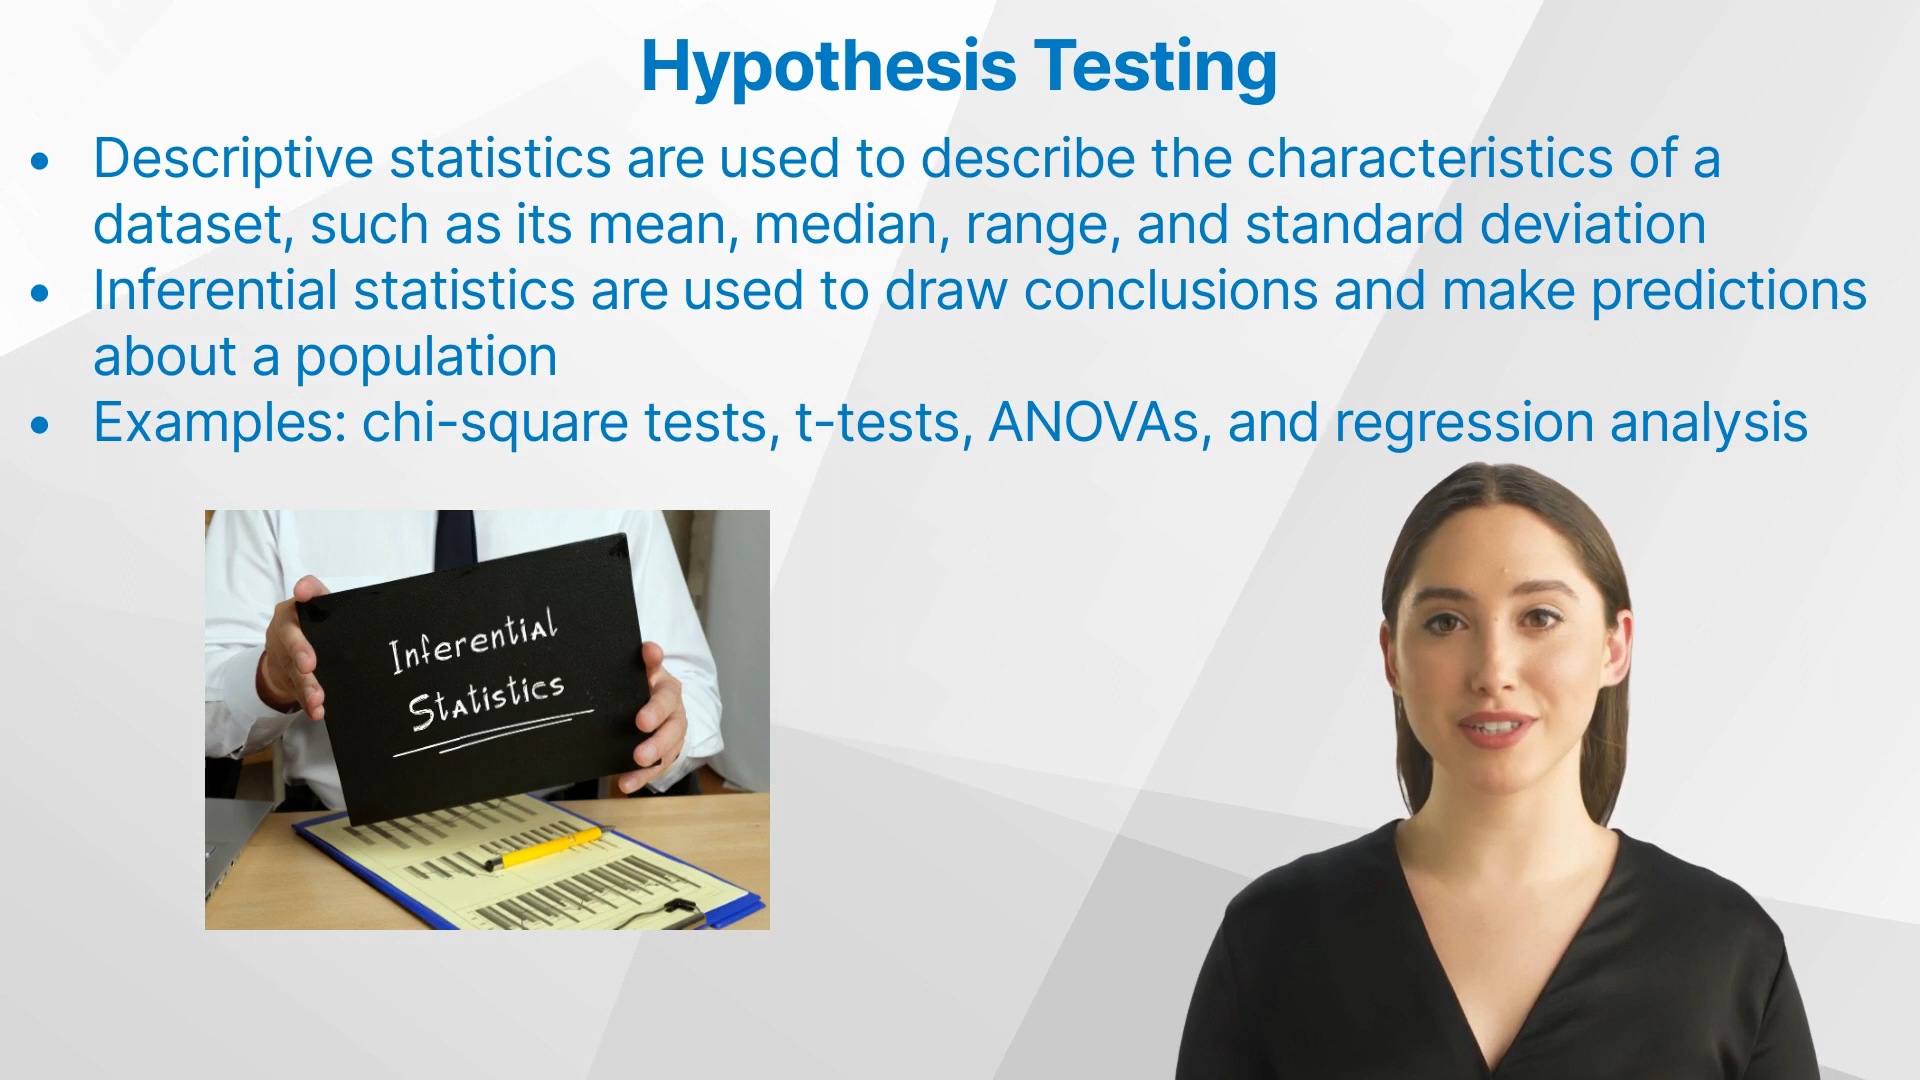 Hypothesis Testing
• Descriptive statistics are used to describe the characteristics of a
dataset, such as its mean, median, range, and standard deviation
• Inferential statistics are used to draw conclusions and make predictions
about a population
• Examples: chi-square tests, t-tests, ANOVAs, and regression analysis
Inferential
Statistics